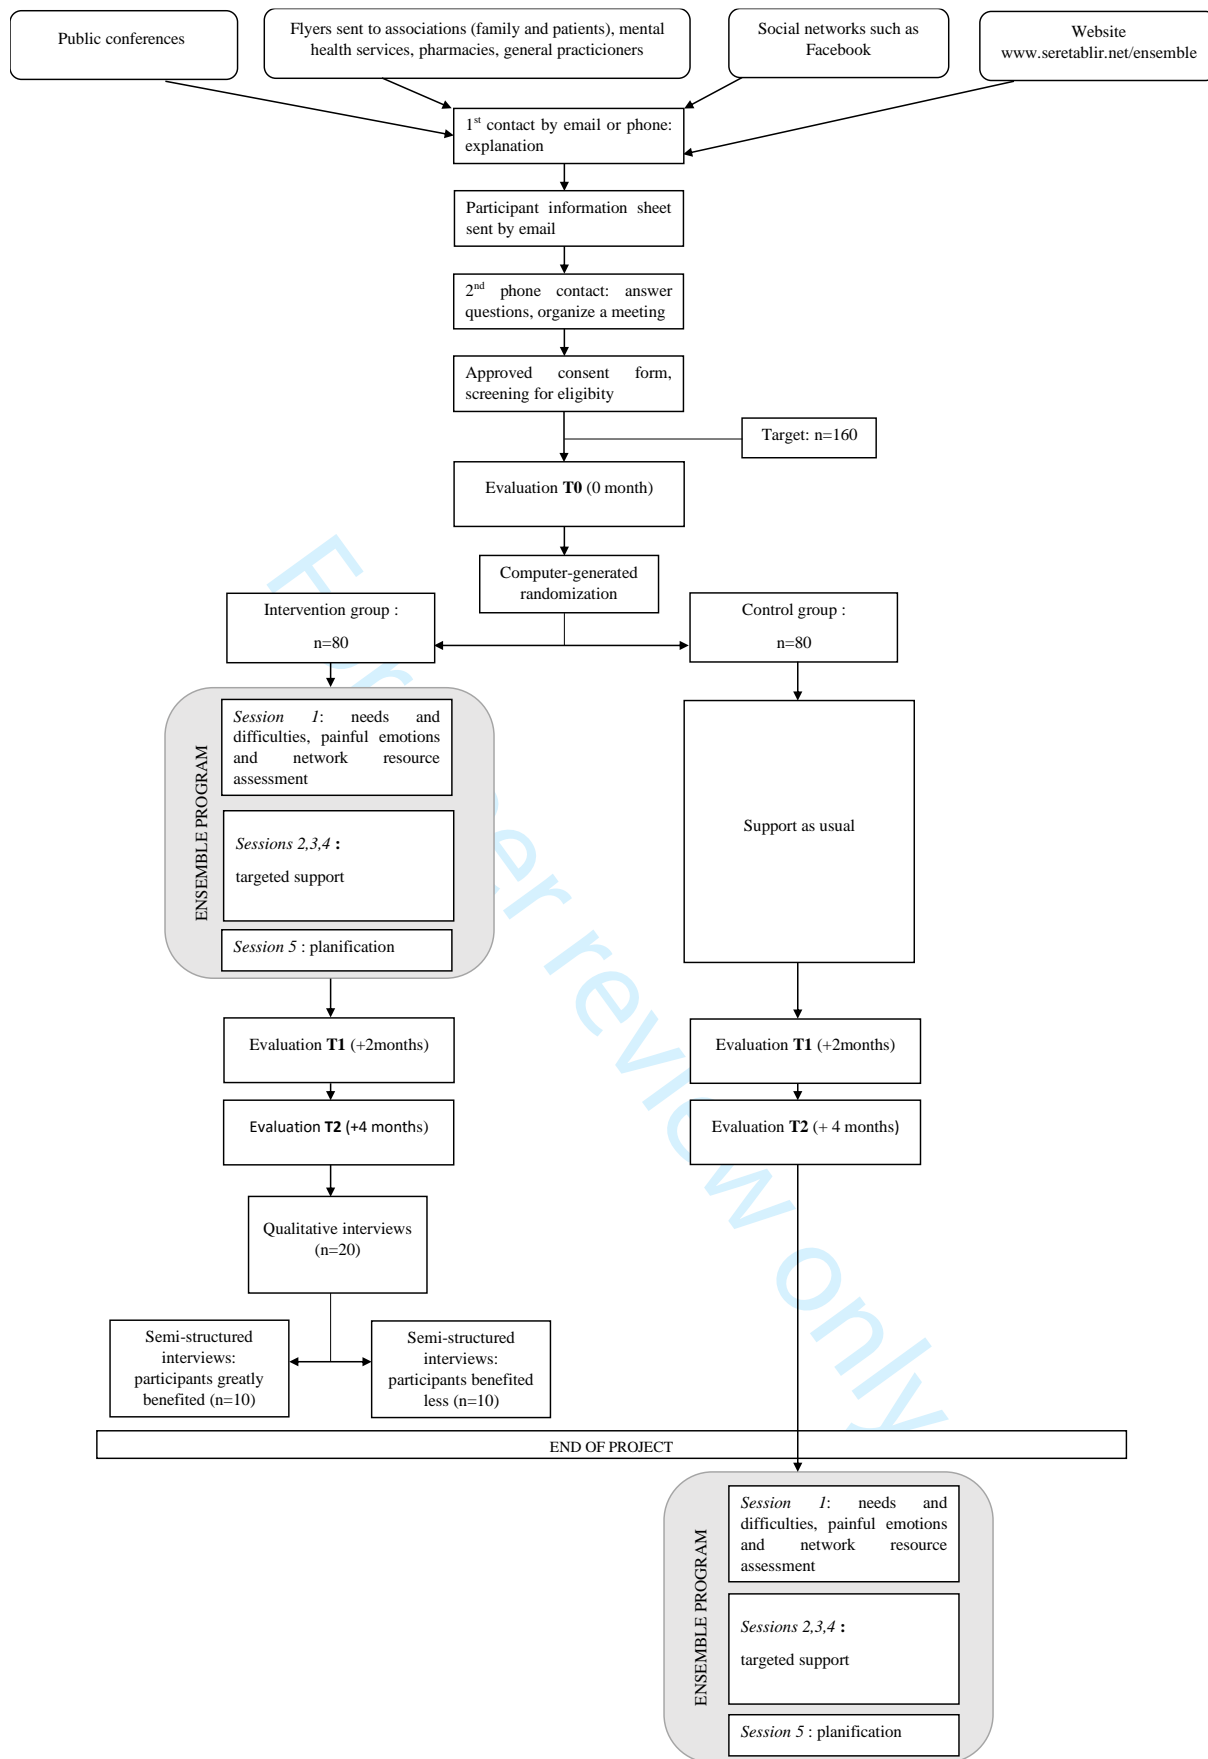 Public conferences
Flyers sent to associations (family and patients), mental
health services, pharmacies, general practicioners
Social networks such as
Facebook
Website
www.seretablir.net/ensemble
1st contact by email or phone:
explanation
Participant information sheet
sent by email
2nd phone contact: answer
questions, organize a meeting
Approved consent form,
screening for eligibity
Target: n=160
Evaluation T0 (0 month)
Computer-generated
randomization
Intervention group :
n=80
Control group :
n=80
ENSEMBLE PROGRAM
Session 1: needs and
difficulties, painful emotions
and network resource
assessment
Sessions 2,3,4 :
targeted support
Session 5 : planification
Support as usual
Evaluation T1 (+2months)
Evaluation T1 (+2months)
Evaluation T2 (+4 months)
Evaluation T2 (+ 4 months)
Qualitative interviews
(n=20)
Semi-structured
interviews:
participants greatly
benefited (n=10)
Semi-structured
interviews:
participants benefited
less (n=10)
END OF PROJECT
ENSEMBLE PROGRAM
Session 1: needs and
difficulties, painful emotions
and network resource
assessment
Sessions 2,3,4 :
targeted support
Session 5 : planification
For peer review only